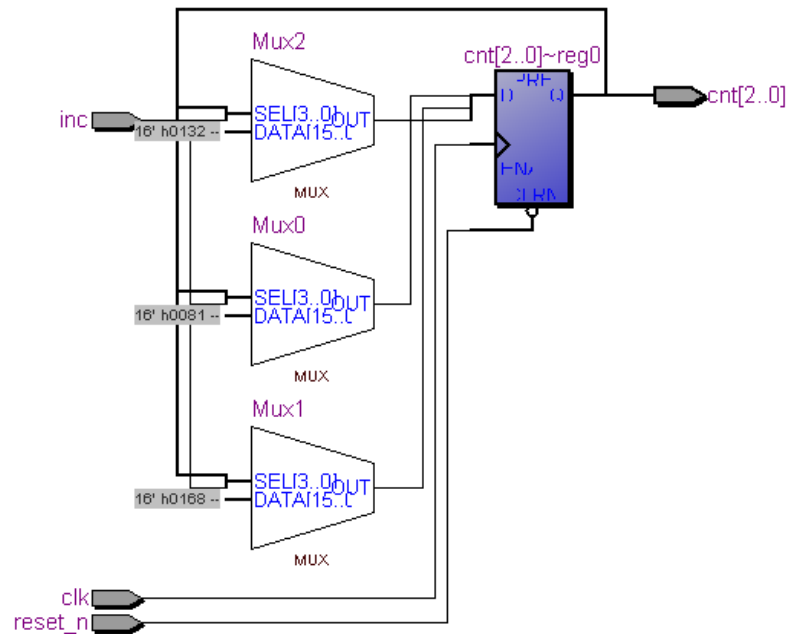 Mux2
cnt[2..0]~reg0
inc
SEL[3..0]
OUT
16' h0132 --
DATA[15..0]
MUX
D
Q
cnt[2..0]
Mux0
SEL[3..0]
OUT
16' h0081 --
DATA[15..0]
MUX
Mux1
SEL[3..0]
OUT
16' h0168 --
DATA[15..0]
MUX
clk
reset_n